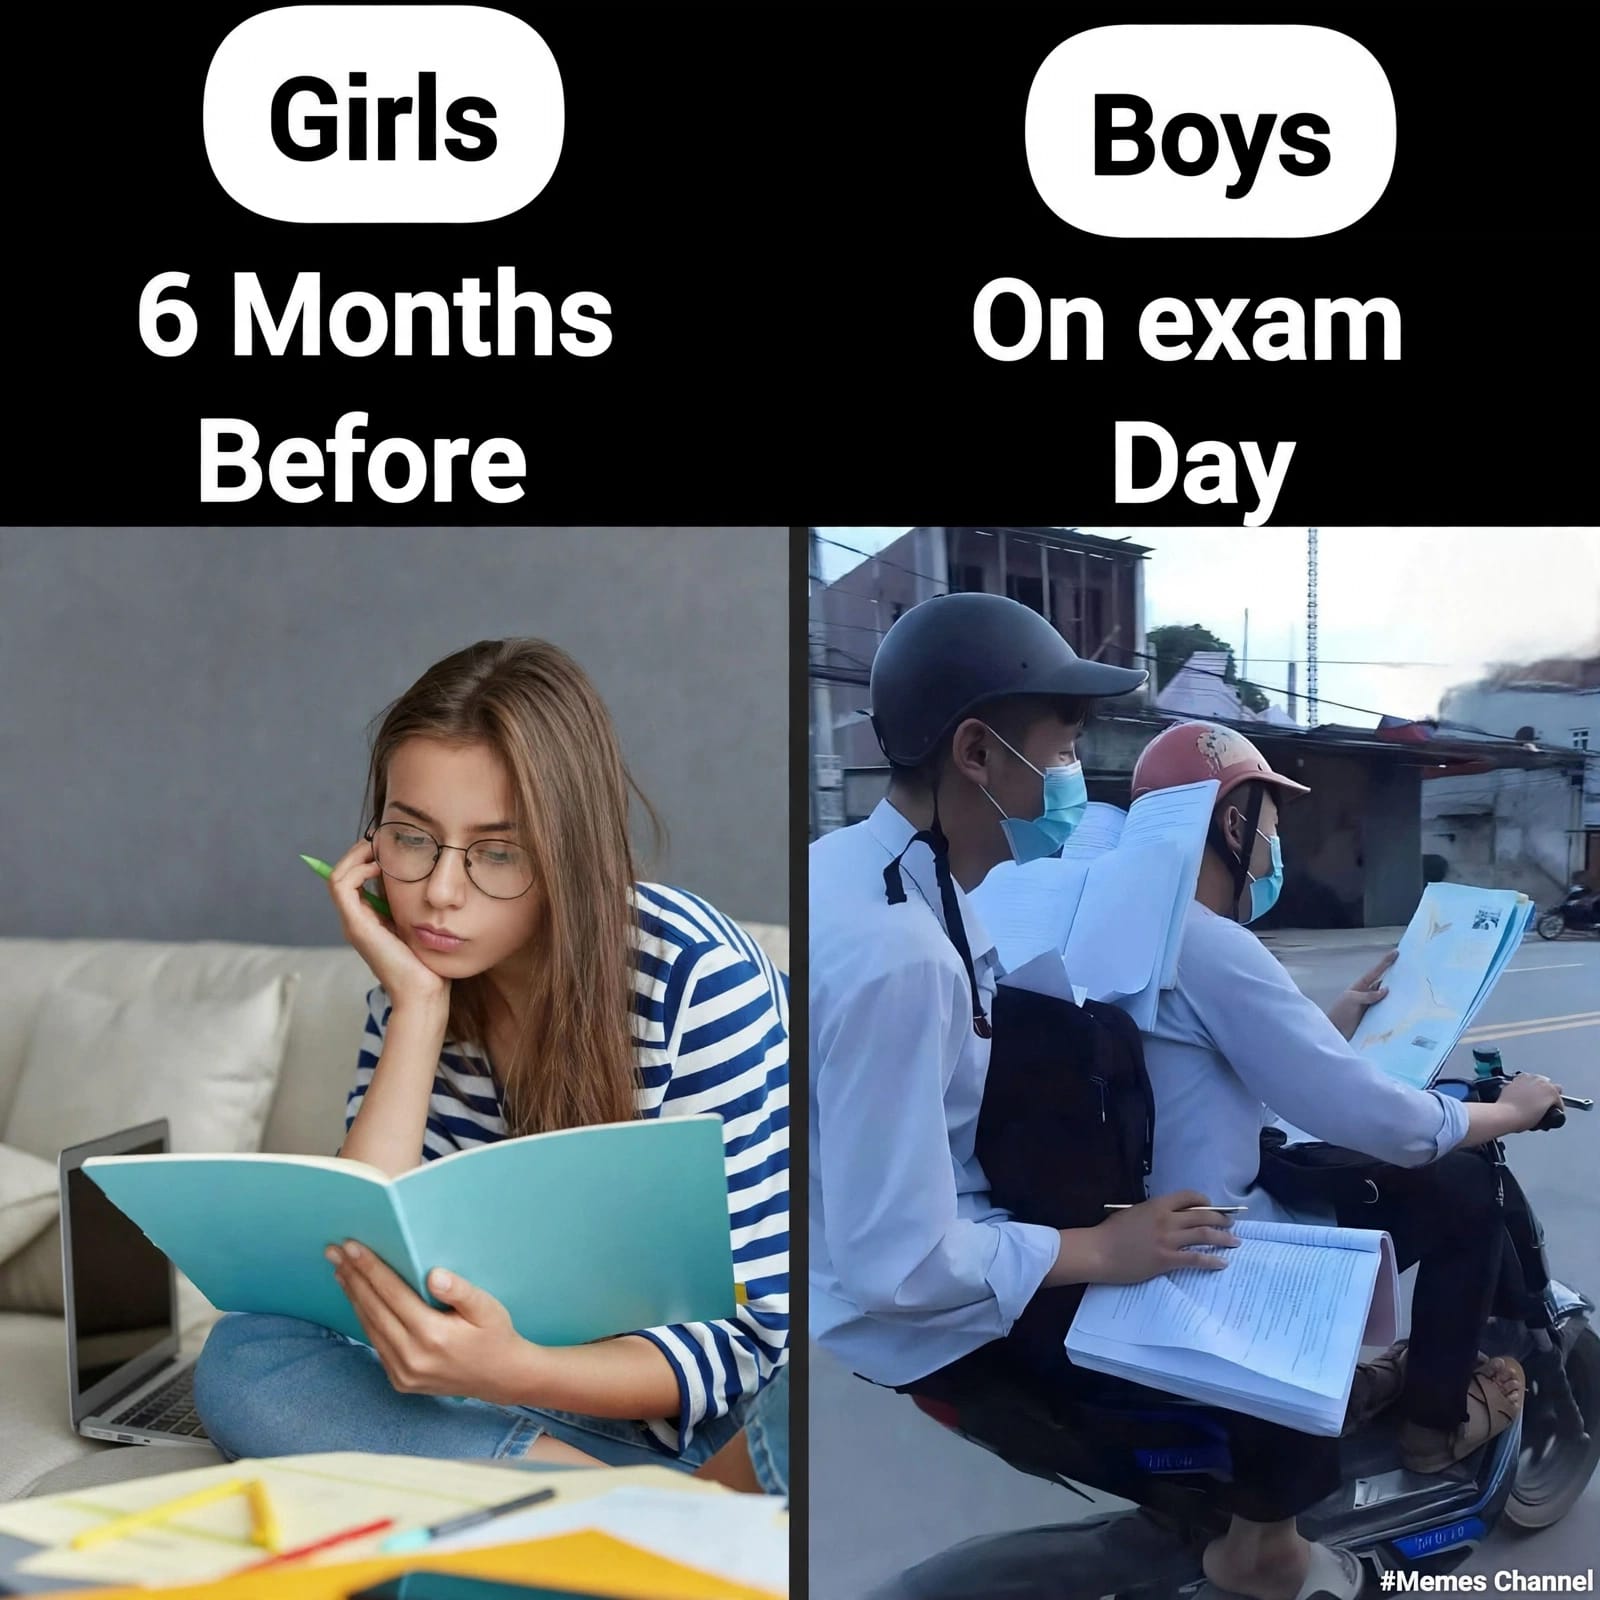 Girls
6 Months
Before
Boys
On exam
Day
#Memes Channel